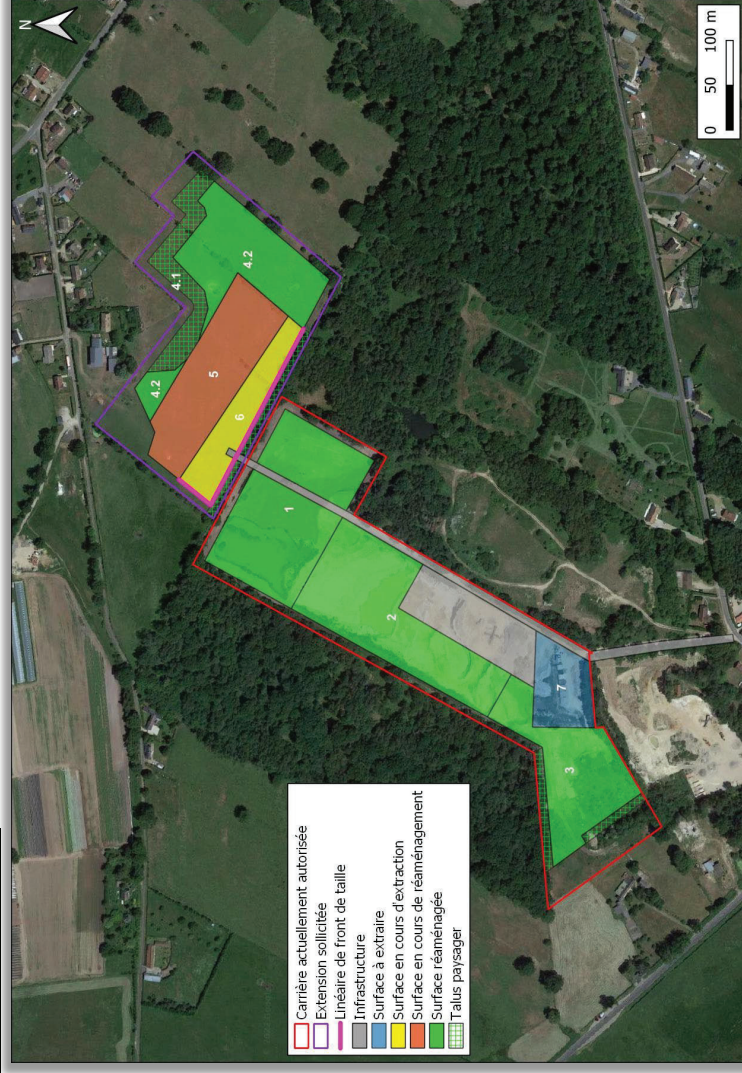 N
Carrière actuellement autorisée
Extension sollicitée
Linéaire de front de taille
Infrastructure
Surface à extraire
Surface en cours d'extraction
Surface en cours de réaménagement
Surface réaménagée
Talus paysager
4.1
4.2
4.2
5
6
1
2
7
3
0 50 100 m